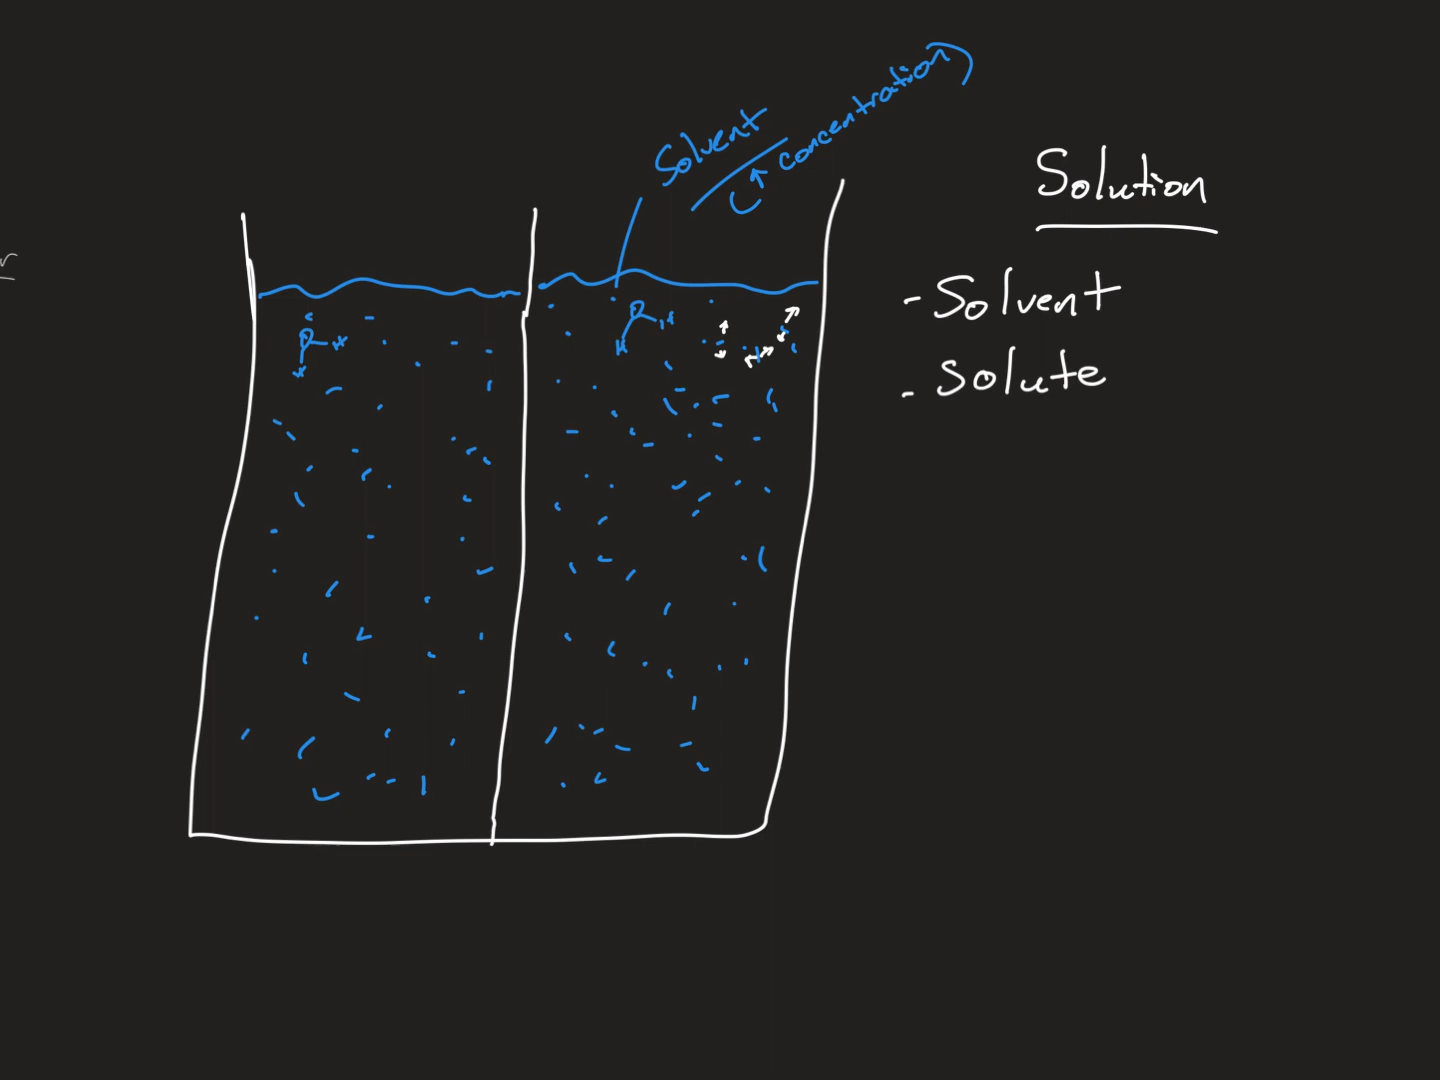 Solvent
concentration
Solution
- Solvent
- Solute